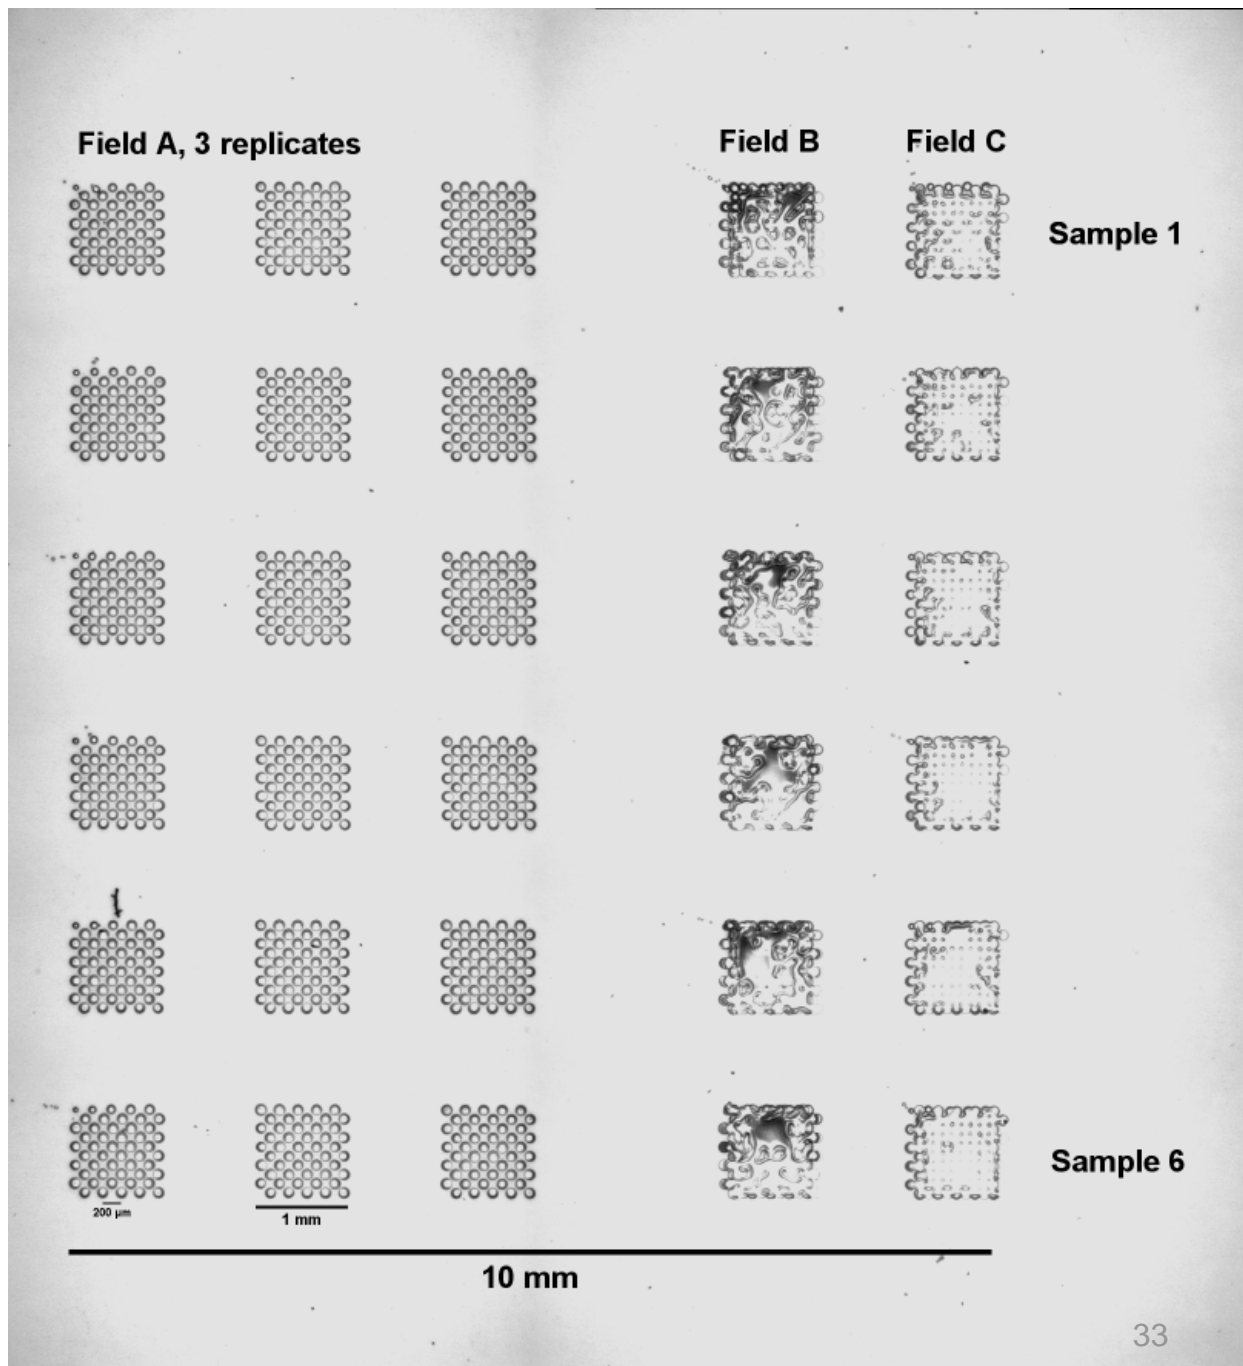 Field A, 3 replicates
Field B
Field C
Sample 1
Sample 6
200 µm
1 mm
10 mm
33